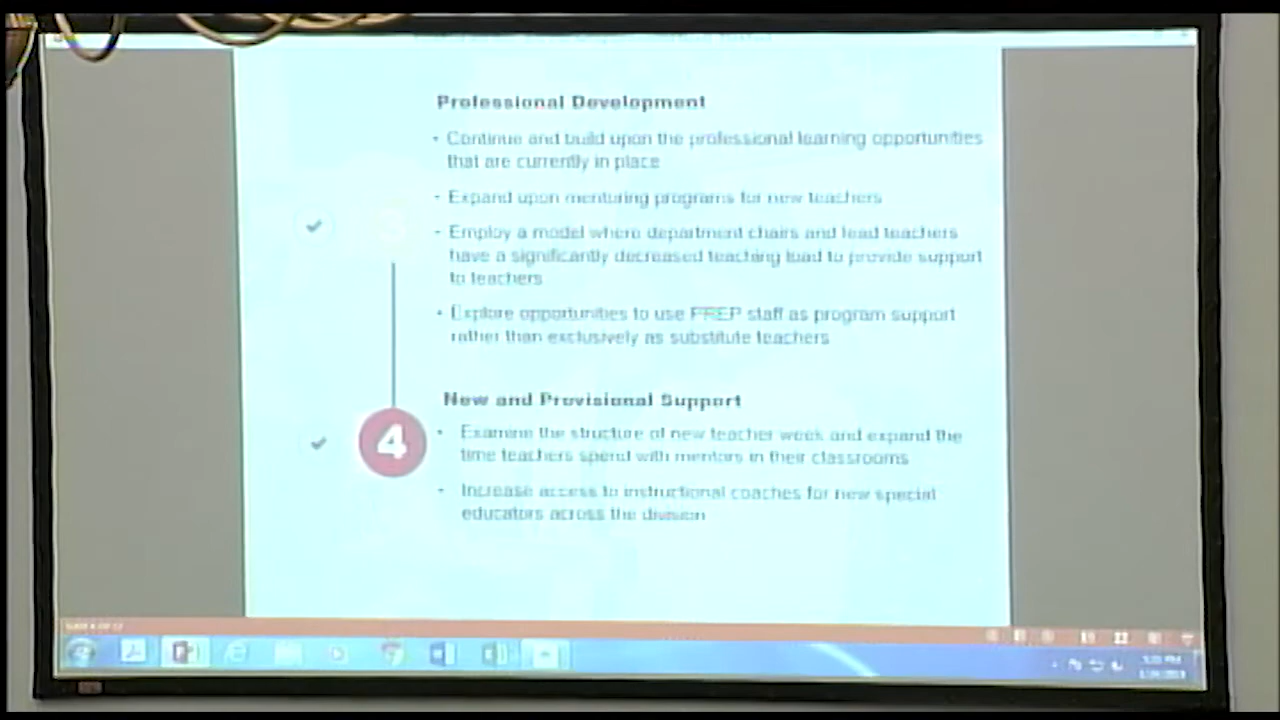 Professional Development
- Continue and build upon the professional learning opportunities
that are currently in place
- Expand upon mentoring programs for new teachers
- Employ a model where department chairs and lead teachers
have a significantly decreased teaching load to provide support
to teachers
- Explore opportunities to use PREP staff as program support
rather than exclusively as substitute teachers
4
New and Provisional Support
- Examine the structure of new teacher week and expand the
time teachers spend with mentors in their classrooms
- Increase access to instructional coaches for new special
educators across the division